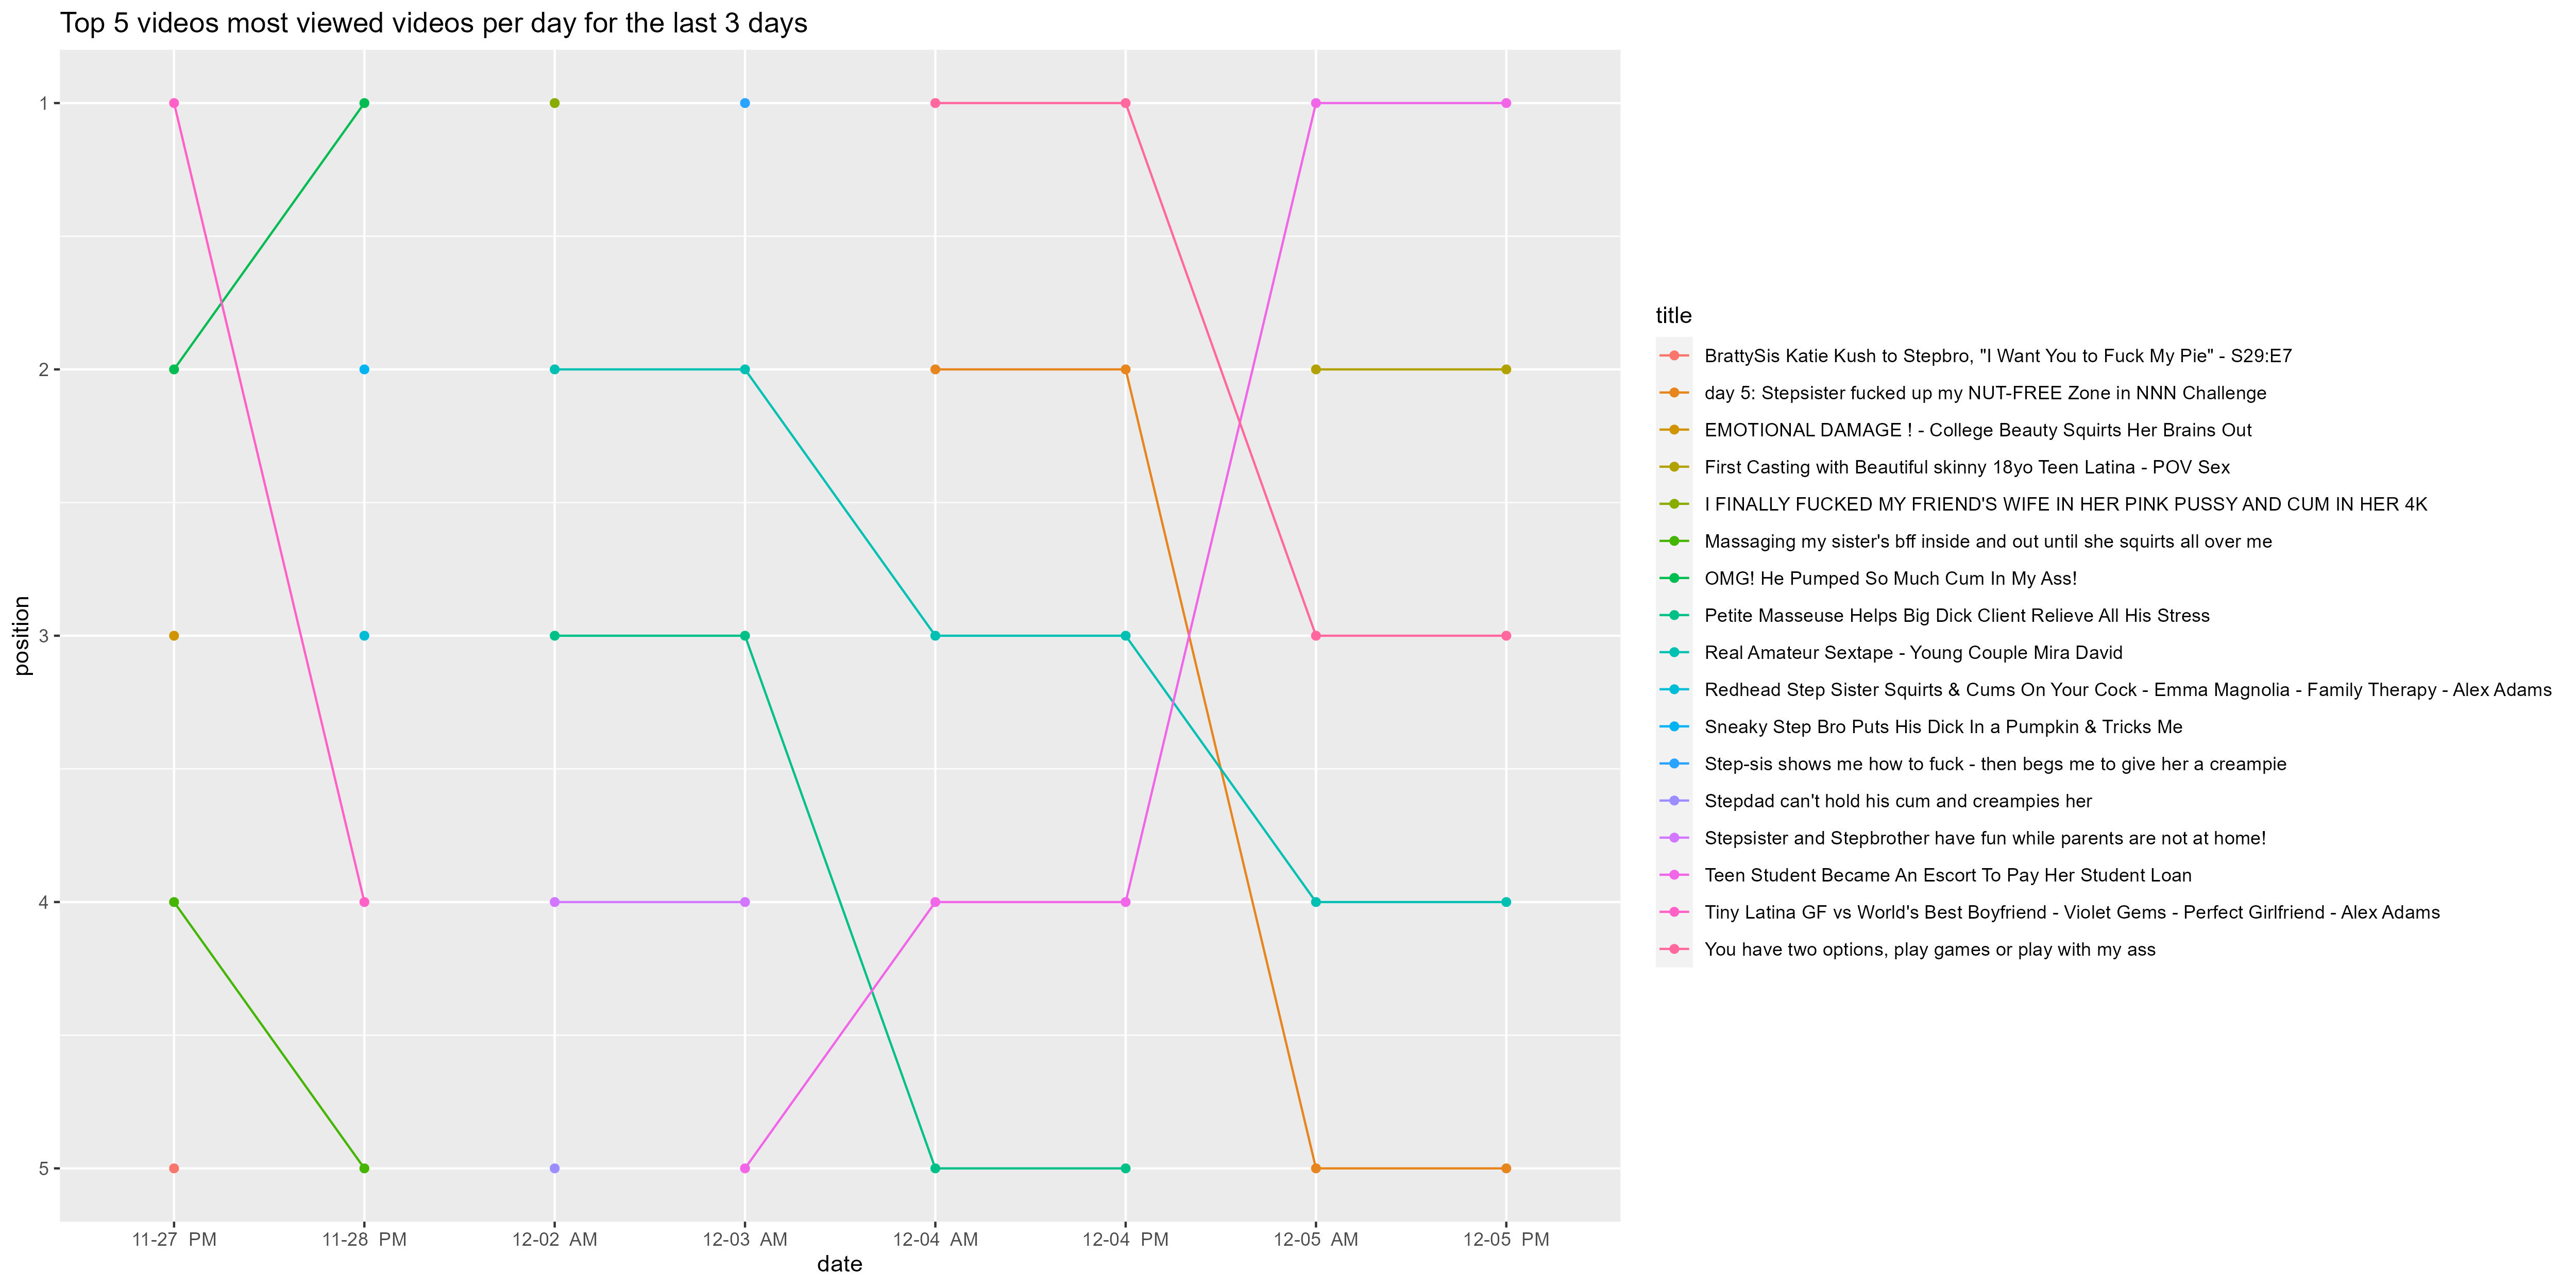 Top 5 videos most viewed videos per day for the last 3 days
position
1
2
3
4
5
11-27 PM
11-28 PM
12-02 AM
12-03 AM
12-04 AM
12-04 PM
12-05 AM
12-05 PM
date
title
BrattySis Katie Kush to Stepbro, "I Want You to Fuck My Pie" - S29:E7
day 5: Stepsister fucked up my NUT-FREE Zone in NNN Challenge
EMOTIONAL DAMAGE ! - College Beauty Squirts Her Brains Out
First Casting with Beautiful skinny 18yo Teen Latina - POV Sex
I FINALLY FUCKED MY FRIEND'S WIFE IN HER PINK PUSSY AND CUM IN HER 4K
Massaging my sister's bff inside and out until she squirts all over me
OMG! He Pumped So Much Cum In My Ass!
Petite Masseuse Helps Big Dick Client Relieve All His Stress
Real Amateur Sextape - Young Couple Mira David
Redhead Step Sister Squirts & Cums On Your Cock - Emma Magnolia - Family Therapy - Alex Adams
Sneaky Step Bro Puts His Dick In a Pumpkin & Tricks Me
Step-sis shows me how to fuck - then begs me to give her a creampie
Stepdad can't hold his cum and creampies her
Stepsister and Stepbrother have fun while parents are not at home!
Teen Student Became An Escort To Pay Her Student Loan
Tiny Latina GF vs World's Best Boyfriend - Violet Gems - Perfect Girlfriend - Alex Adams
You have two options, play games or play with my ass